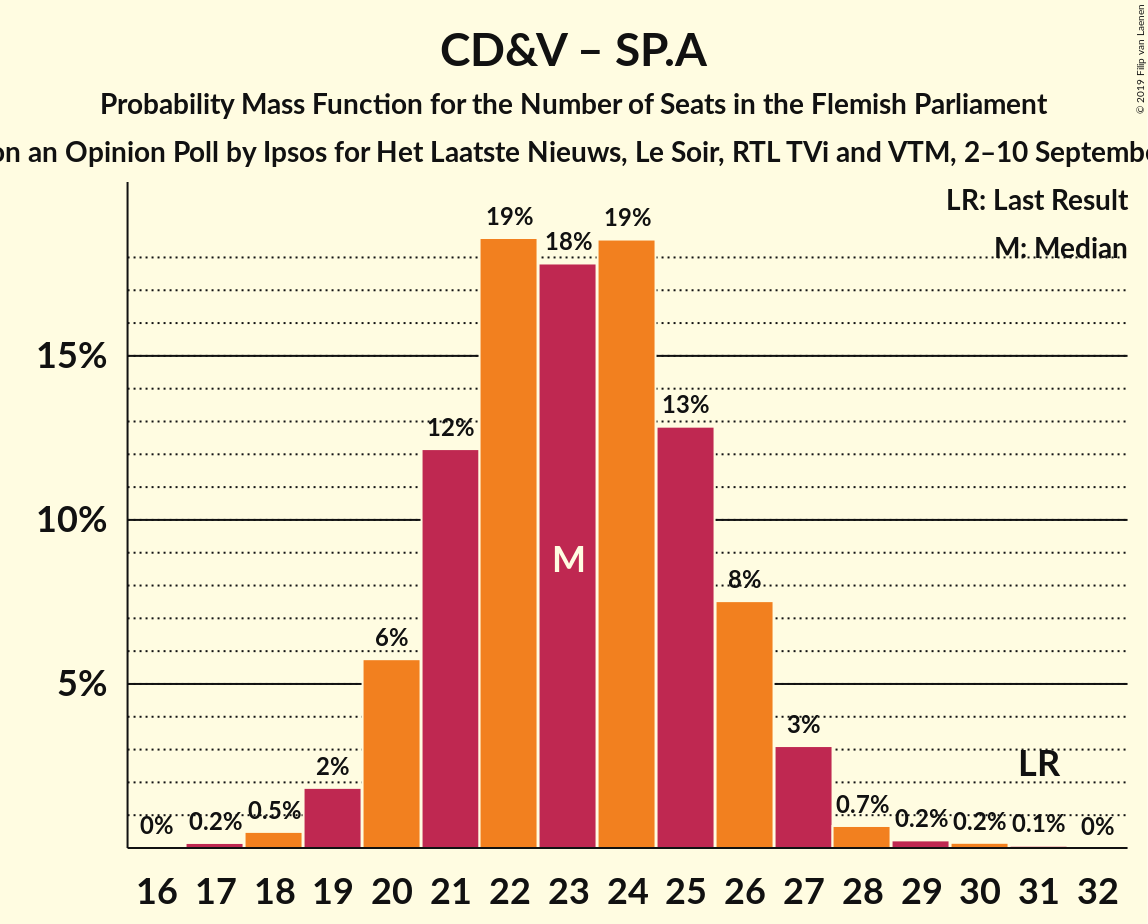 CD&V – SP.A
Probability Mass Function for the Number of Seats in the Flemish Parliament
on an Opinion Poll by Ipsos for Het Laatste Nieuws, Le Soir, RTL TVi and VTM, 2–10
© 2019 Filip van Laenen
LR: Last Result
M: Median
15%
10%
5%
0%
0.2%
0.5%
2%
6%
12%
19%
18%
19%
13%
8%
3%
0.7%
0.2%
0.2%
0.1%
0%
M
LR
16 17 18 19 20 21 22 23 24 25 26 27 28 29 30 31 32